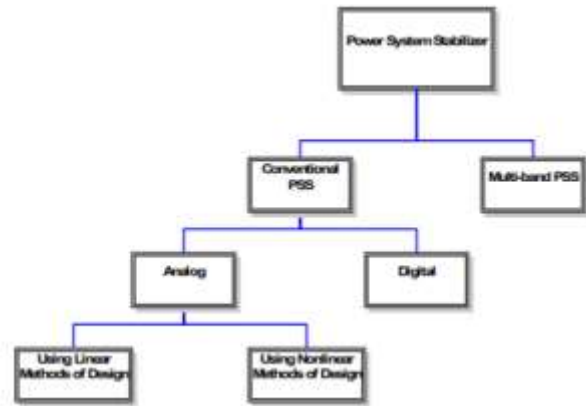 Power System Stabilizer
Conventional
PSS
Multi-band PSS
Analog
Digital
Using Linear
Methods of Design
Using Nonlinear
Methods of Design